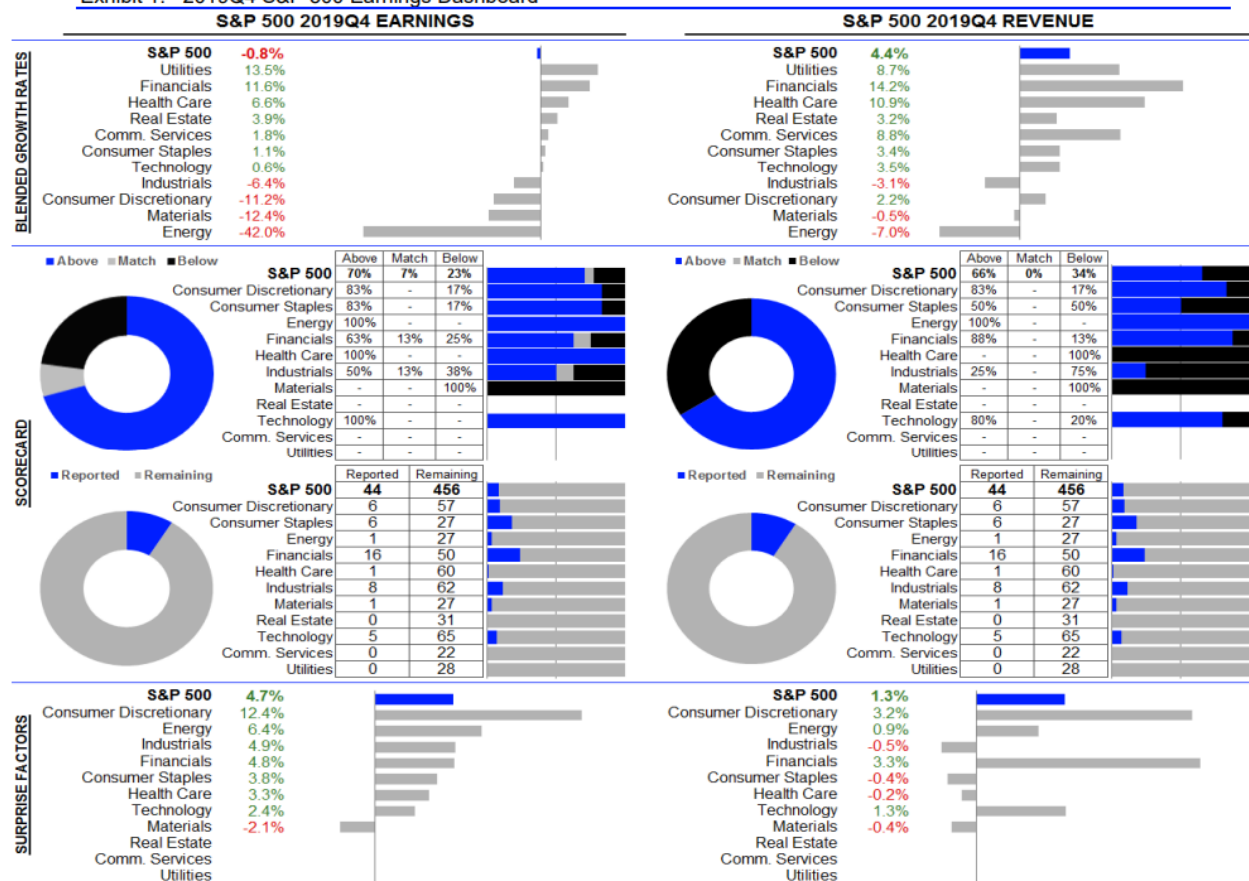 Exhibit 1. 2019Q4 S&P 500 Earnings Dashboard
S&P 500 2019Q4 EARNINGS
S&P 500 2019Q4 REVENUE
BLENDED GROWTH RATES
S&P 500 -0.8%
Utilities 13.5%
Financials 11.6%
Health Care 6.6%
Real Estate 3.9%
Comm. Services 1.8%
Consumer Staples 1.1%
Technology 0.6%
Industrials -6.4%
Consumer Discretionary -11.2%
Materials -12.4%
Energy -42.0%
S&P 500 4.4%
Utilities 8.7%
Financials 14.2%
Health Care 10.9%
Real Estate 3.2%
Comm. Services 8.8%
Consumer Staples 3.4%
Technology 3.5%
Industrials -3.1%
Consumer Discretionary 2.2%
Materials -0.5%
Energy -7.0%
SCORECARD
Above Match Below
Above Match Below
S&P 500 70% 7% 23%
Consumer Discretionary 83% - 17%
Consumer Staples 83% - 17%
Energy 100% - -
Financials 63% 13% 25%
Health Care 100% - -
Industrials 50% 13% 38%
Materials - - 100%
Real Estate - - -
Technology 100% - -
Comm. Services - - -
Utilities - - -
Above Match Below
Above Match Below
S&P 500 66% 0% 34%
Consumer Discretionary 83% - 17%
Consumer Staples 50% - 50%
Energy 100% - -
Financials 88% - 13%
Health Care - - 100%
Industrials 25% - 75%
Materials - - 100%
Real Estate - - -
Technology 80% - 20%
Comm. Services - - -
Utilities - - -
Reported Remaining
Reported Remaining
S&P 500 44 456
Consumer Discretionary 6 57
Consumer Staples 6 27
Energy 1 27
Financials 16 50
Health Care 1 60
Industrials 8 62
Materials 1 27
Real Estate 0 31
Technology 5 65
Comm. Services 0 22
Utilities 0 28
Reported Remaining
Reported Remaining
S&P 500 44 456
Consumer Discretionary 6 57
Consumer Staples 6 27
Energy 1 27
Financials 16 50
Health Care 1 60
Industrials 8 62
Materials 1 27
Real Estate 0 31
Technology 5 65
Comm. Services 0 22
Utilities 0 28
SURPRISE FACTORS
S&P 500 4.7%
Consumer Discretionary 12.4%
Energy 6.4%
Industrials 4.9%
Financials 4.8%
Consumer Staples 3.8%
Health Care 3.3%
Technology 2.4%
Materials -2.1%
Real Estate
Comm. Services
Utilities
S&P 500 1.3%
Consumer Discretionary 3.2%
Energy 0.9%
Industrials -0.5%
Financials 3.3%
Consumer Staples -0.4%
Health Care -0.2%
Technology 1.3%
Materials -0.4%
Real Estate
Comm. Services
Utilities